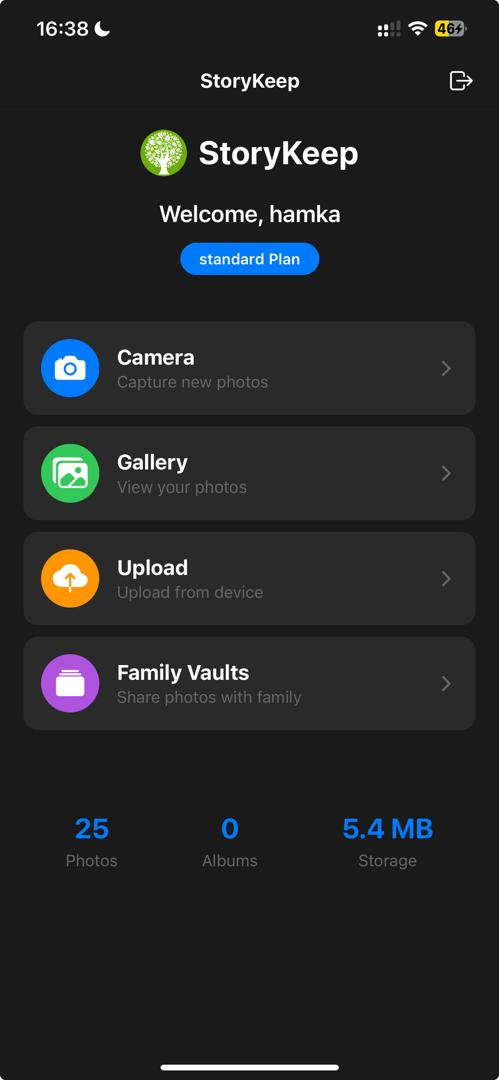 16:38
46
StoryKeep
StoryKeep
Welcome, hamka
standard Plan
Camera
Capture new photos
Gallery
View your photos
Upload
Upload from device
Family Vaults
Share photos with family
25 0 5.4 MB
Photos Albums Storage